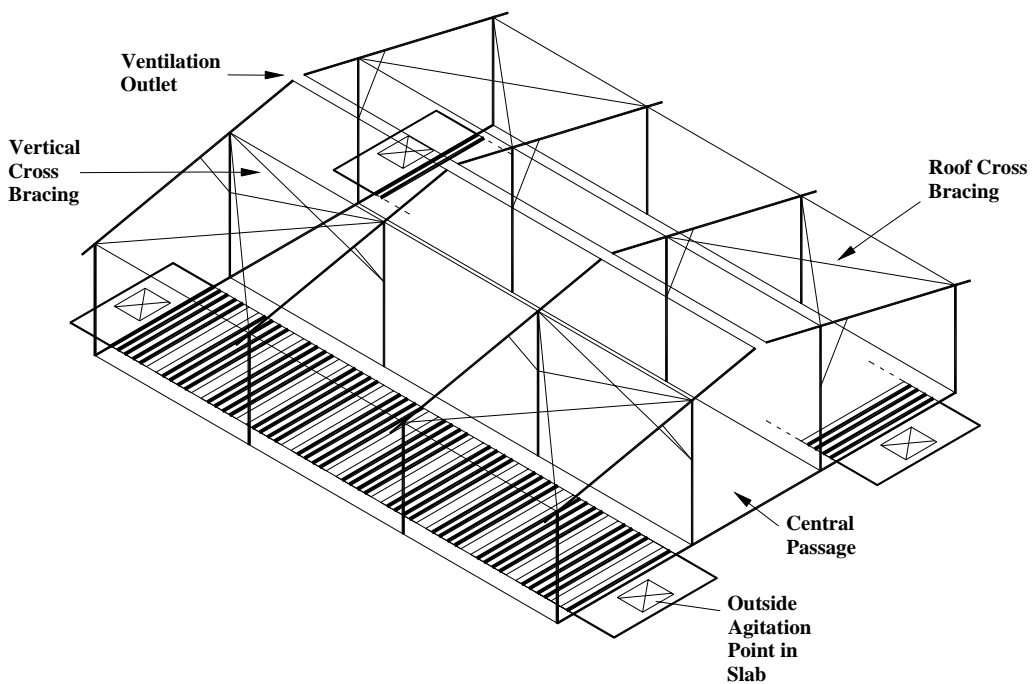 Ventilation
Outlet
Vertical
Cross
Bracing
Roof Cross
Bracing
Central
Passage
Outside
Agitation
Point in
Slab